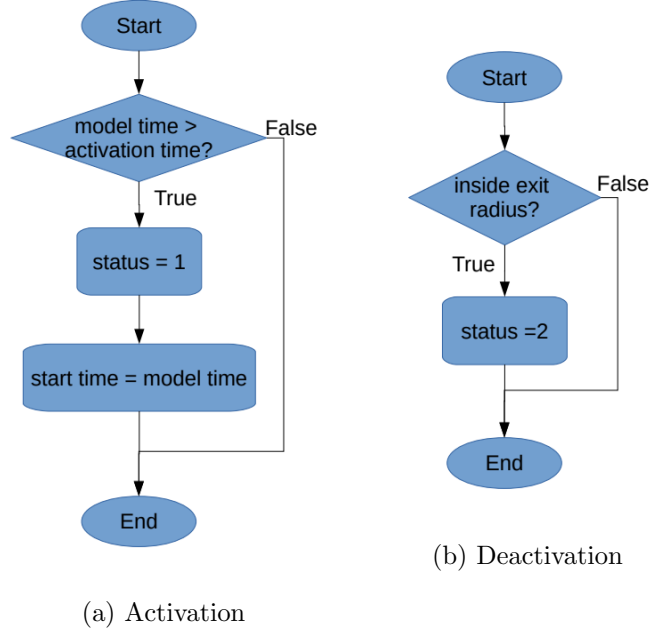 Start
model time >
activation time?
False
True
status = 1
start time = model time
End
(a) Activation
Start
inside exit
radius?
False
True
status =2
End
(b) Deactivation